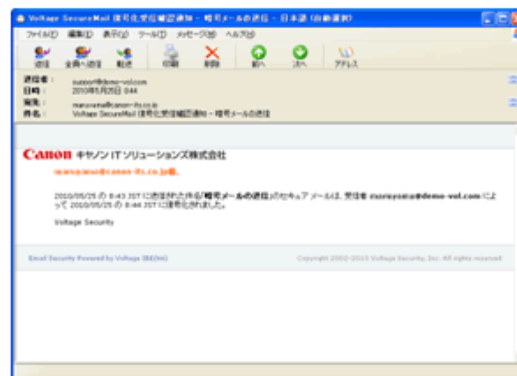 Voltage SecureMail 復号化受信確認通知 - 暗号メールの送信 - 日本語 (自動選択)
ファイル(F) 編集(E) 表示(V) ツール(T) メッセージ(M) ヘルプ(H)
返信 全員へ返信 転送 印刷 削除 前へ 次へ アドレス
送信者： support@demo-vol.com
日時： 2010年5月25日 8:44
宛先： maruyama@canon-its.co.jp
件名： Voltage SecureMail 復号化受信確認通知 - 暗号メールの送信
Canon キヤノン ITソリューションズ株式会社
maruyama@canon-its.co.jp様,
2010/05/25 の 8:43 JST に送信された件名「暗号メールの送信」のセキュア メールは、受信者 maruyama@demo-vol.com によ
って 2010/05/25 の 8:44 JST に復号化されました。
Voltage Security
Email Security Powered by Voltage IBE(tm) Copyright 2002-2010 Voltage Security, Inc. All rights reserved